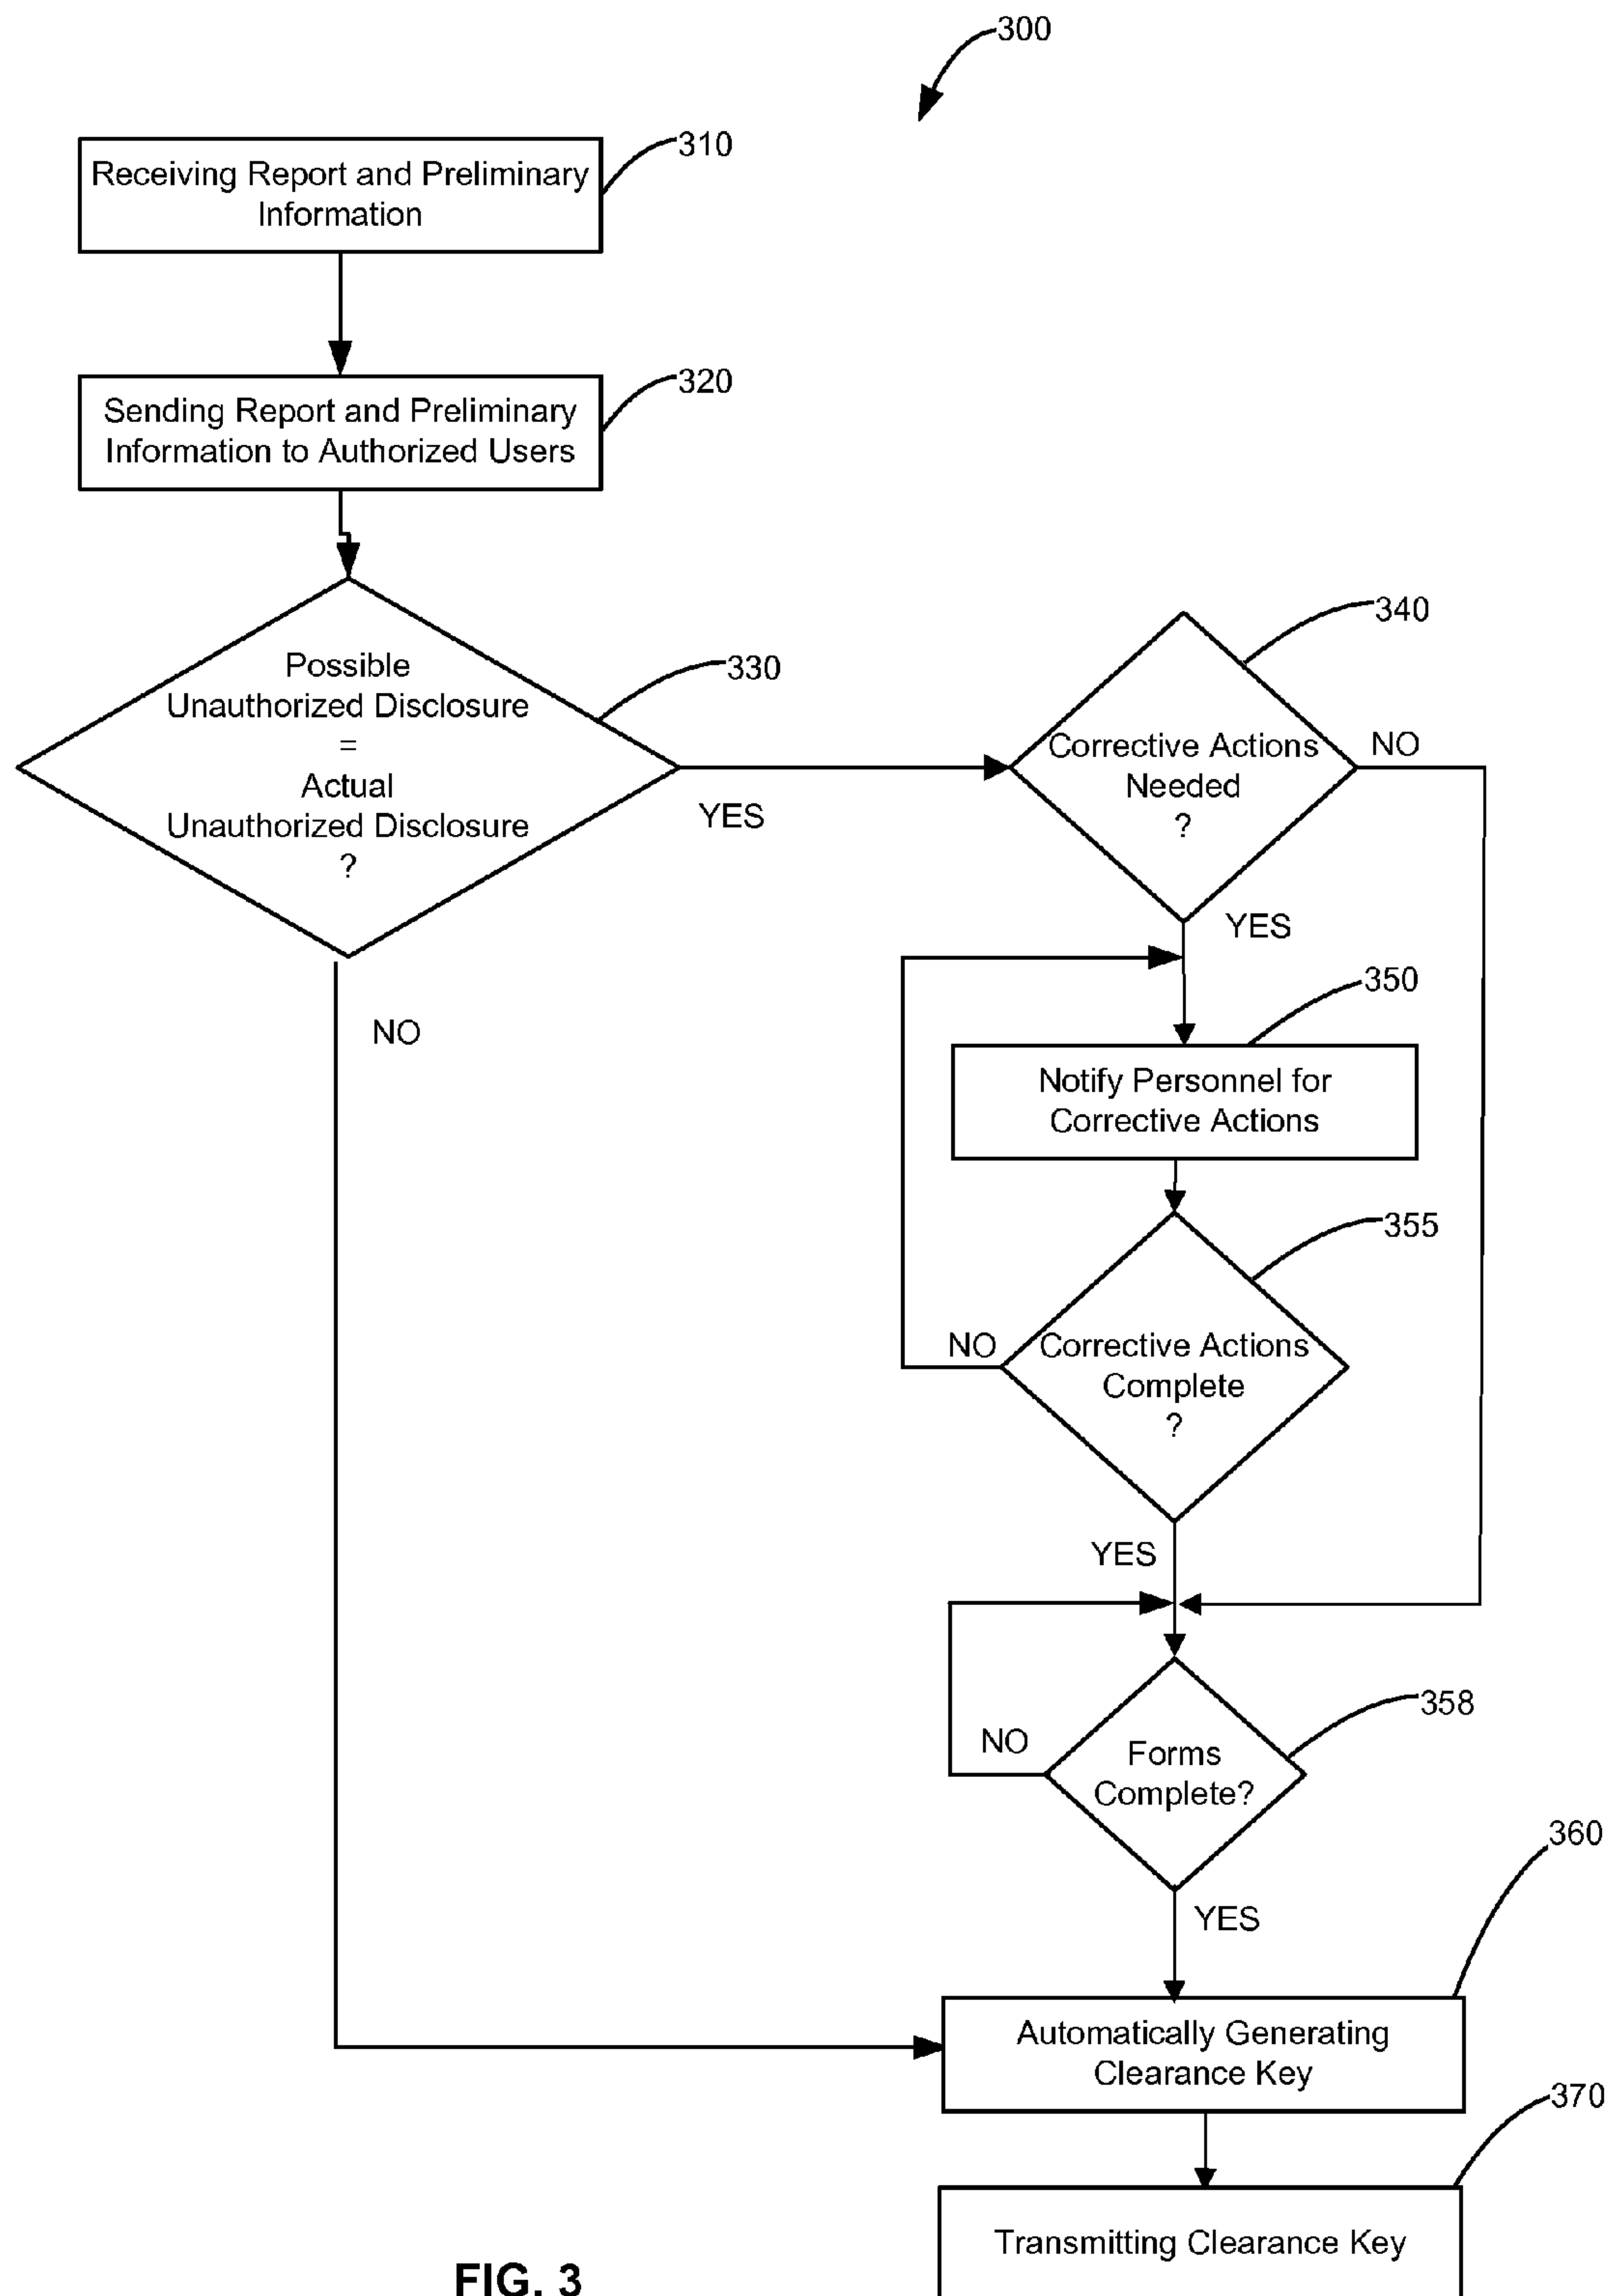 300
310
Receiving Report and Preliminary
Information
320
Sending Report and Preliminary
Information to Authorized Users
330
Possible
Unauthorized Disclosure
=
Actual
Unauthorized Disclosure
?
YES
NO
340
Corrective Actions
Needed
?
NO
YES
350
Notify Personnel for
Corrective Actions
355
Corrective Actions
Complete
?
NO
YES
358
Forms
Complete?
NO
YES
360
Automatically Generating
Clearance Key
370
Transmitting Clearance Key
FIG. 3